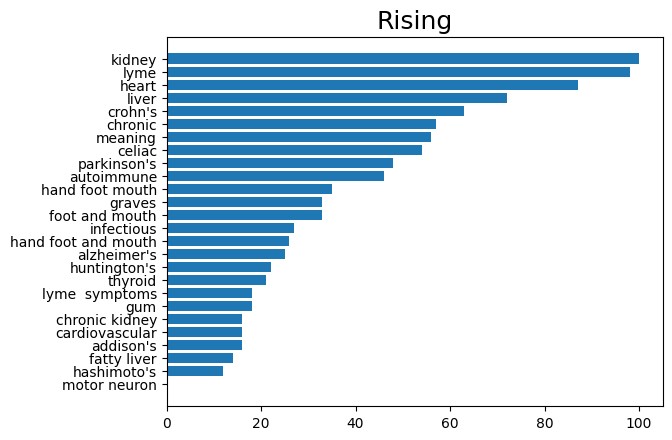 Rising
kidney
lyme
heart
liver
crohn's
chronic
meaning
celiac
parkinson's
autoimmune
hand foot mouth
graves
foot and mouth
infectious
hand foot and mouth
alzheimer's
huntington's
thyroid
lyme  symptoms
gum
chronic kidney
cardiovascular
addison's
fatty liver
hashimoto's
motor neuron
0 20 40 60 80 100